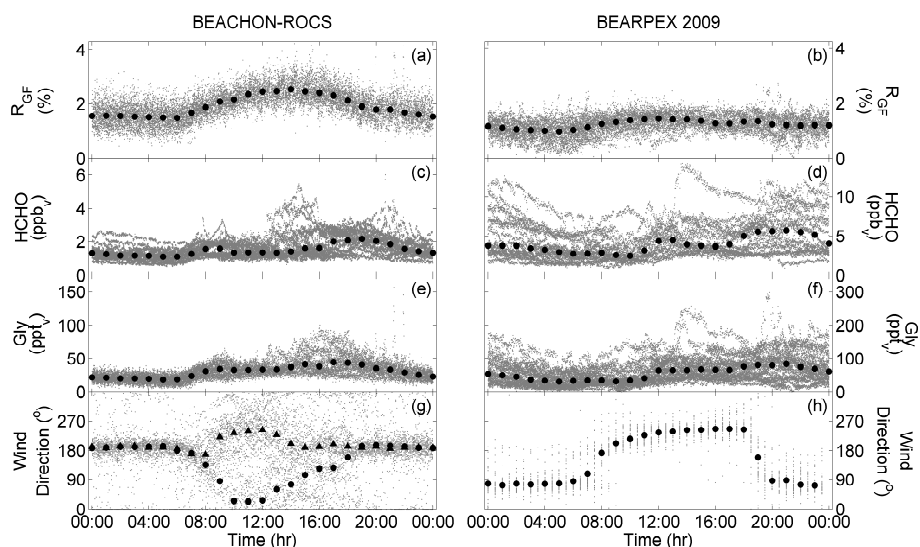 BEACHON-ROCS
BEARPEX 2009
(a)
4
2
0
R_GF
(%)
(b)
4
2
0
R_GF
(%)
(c)
6
4
2
0
HCHO
(ppb_v)
(d)
10
5
0
HCHO
(ppb_v)
(e)
150
100
50
0
Gly
(ppt_v)
(f)
300
200
100
0
Gly
(ppt_v)
(g)
270
180
90
0
Wind
Direction (°)
(h)
270
180
90
0
Wind
Direction (°)
00:00 04:00 08:00 12:00 16:00 20:00 00:00
00:00 04:00 08:00 12:00 16:00 20:00 00:00
Time (hr)
Time (hr)